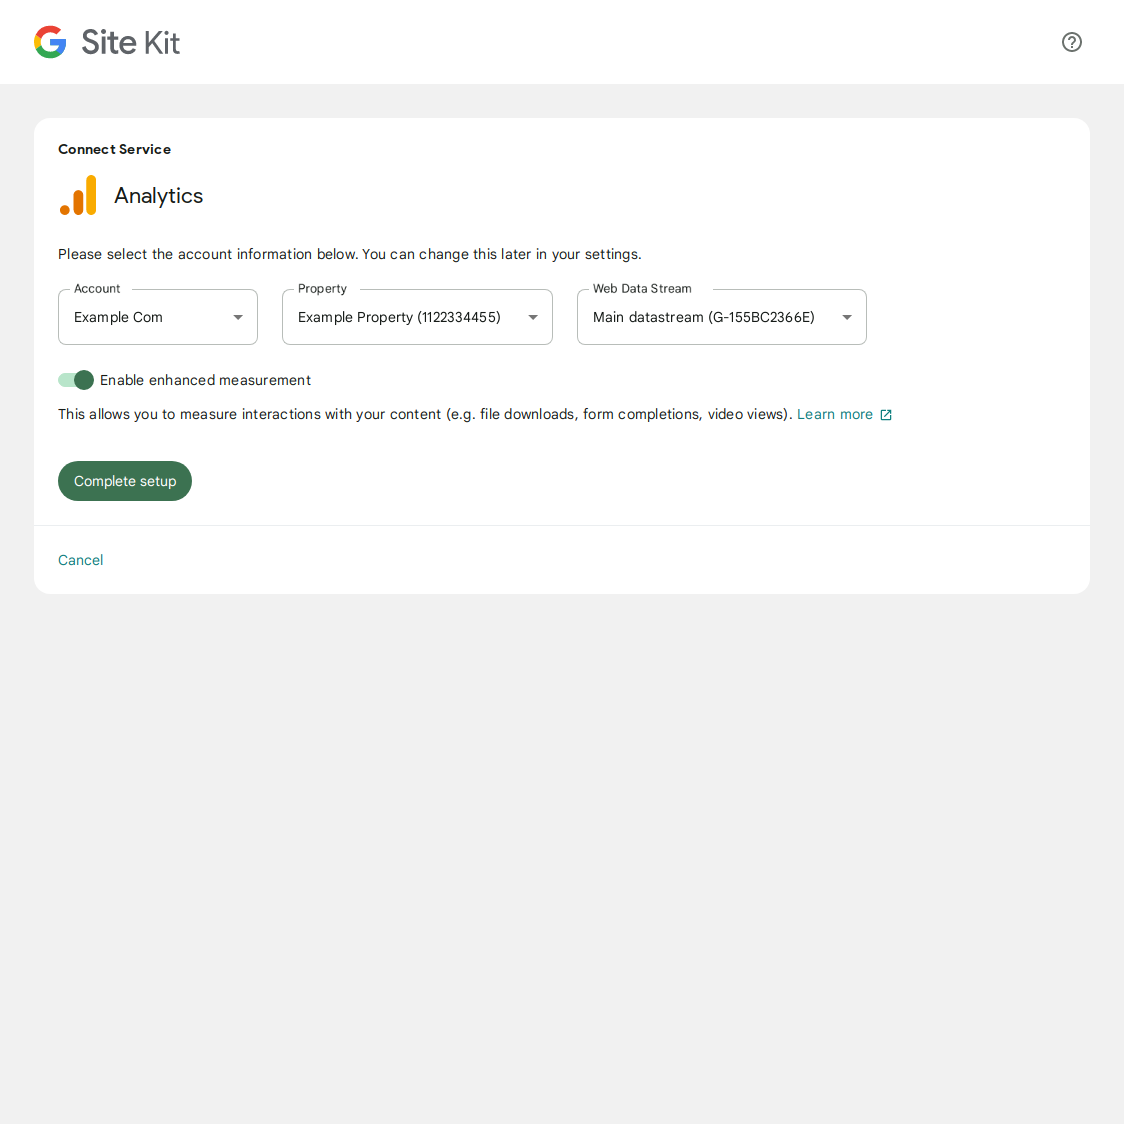 Site Kit
Connect Service
Analytics
Please select the account information below. You can change this later in your settings.
Account
Example Com
Property
Example Property (1122334455)
Web Data Stream
Main datastream (G-155BC2366E)
Enable enhanced measurement
This allows you to measure interactions with your content (e.g. file downloads, form completions, video views). Learn more
Complete setup
Cancel